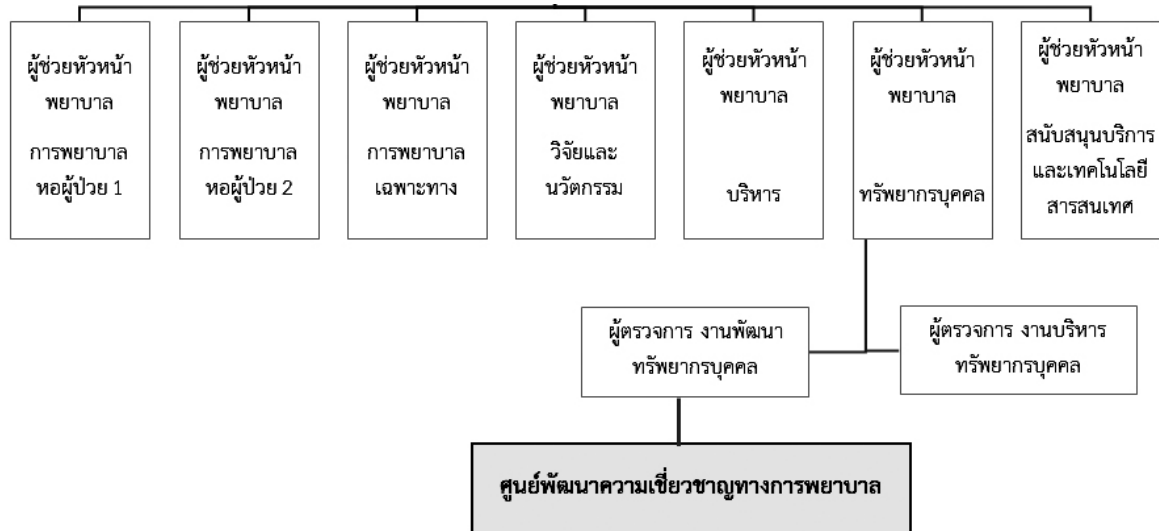 ผู้ช่วยหัวหน้า
พยาบาล
การพยาบาล
หอผู้ป่วย 1
ผู้ช่วยหัวหน้า
พยาบาล
การพยาบาล
หอผู้ป่วย 2
ผู้ช่วยหัวหน้า
พยาบาล
การพยาบาล
เฉพาะทาง
ผู้ช่วยหัวหน้า
พยาบาล
วิจัยและ
นวัตกรรม
ผู้ช่วยหัวหน้า
พยาบาล
บริหาร
ผู้ช่วยหัวหน้า
พยาบาล
ทรัพยากรบุคคล
ผู้ช่วยหัวหน้า
พยาบาล
สนับสนุนบริการ
และเทคโนโลยี
สารสนเทศ
ผู้ตรวจการ งานพัฒนา
ทรัพยากรบุคคล
ผู้ตรวจการ งานบริหาร
ทรัพยากรบุคคล
ศูนย์พัฒนาความเชี่ยวชาญทางการพยาบาล